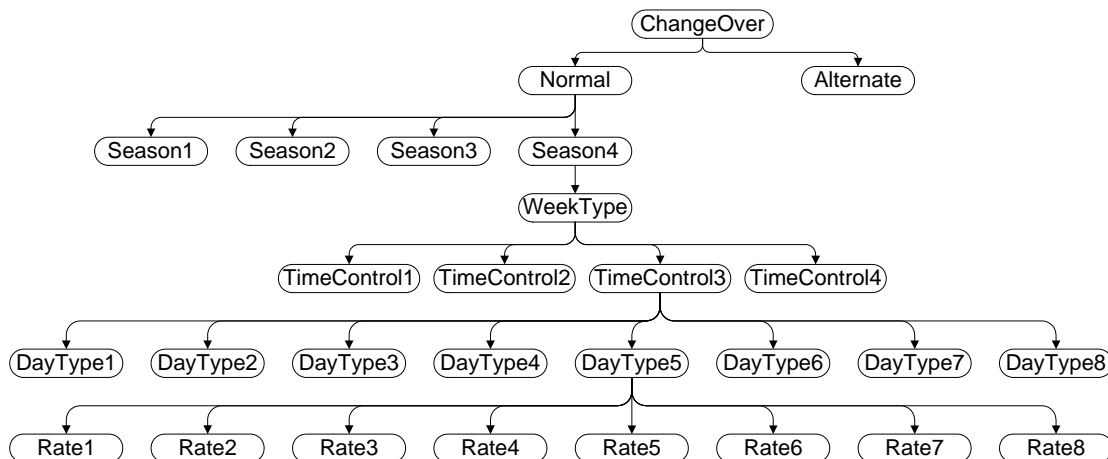 ChangeOver
Normal Alternate
Season1 Season2 Season3 Season4
WeekType
TimeControl1 TimeControl2 TimeControl3 TimeControl4
DayType1 DayType2 DayType3 DayType4 DayType5 DayType6 DayType7 DayType8
Rate1 Rate2 Rate3 Rate4 Rate5 Rate6 Rate7 Rate8